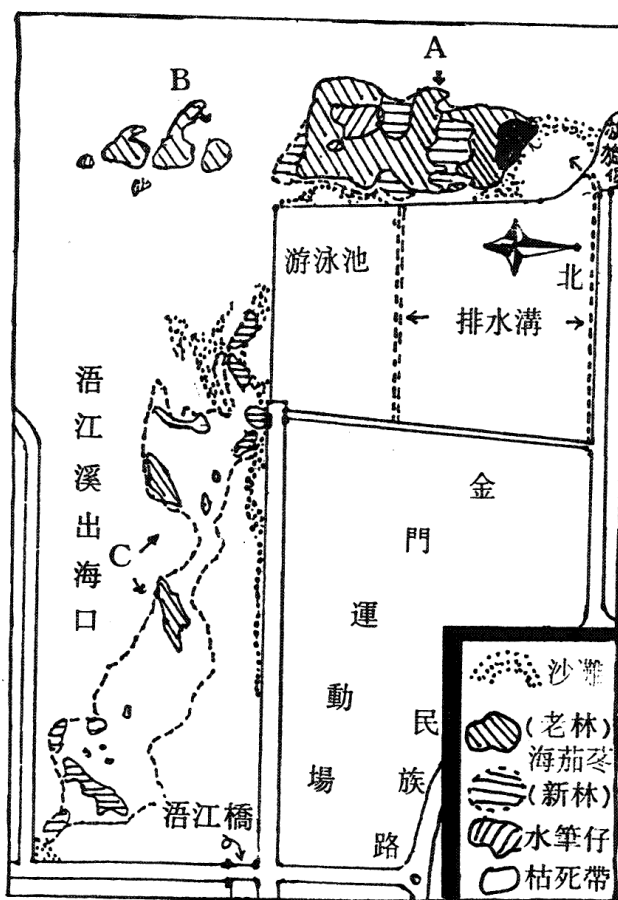 A
B
游泳池
北
排水溝
浯江溪出海口
C
金門運動場
民族路
浯江橋
沙灘
(老林)
海茄苳
(新林)
水筆仔
枯死帶